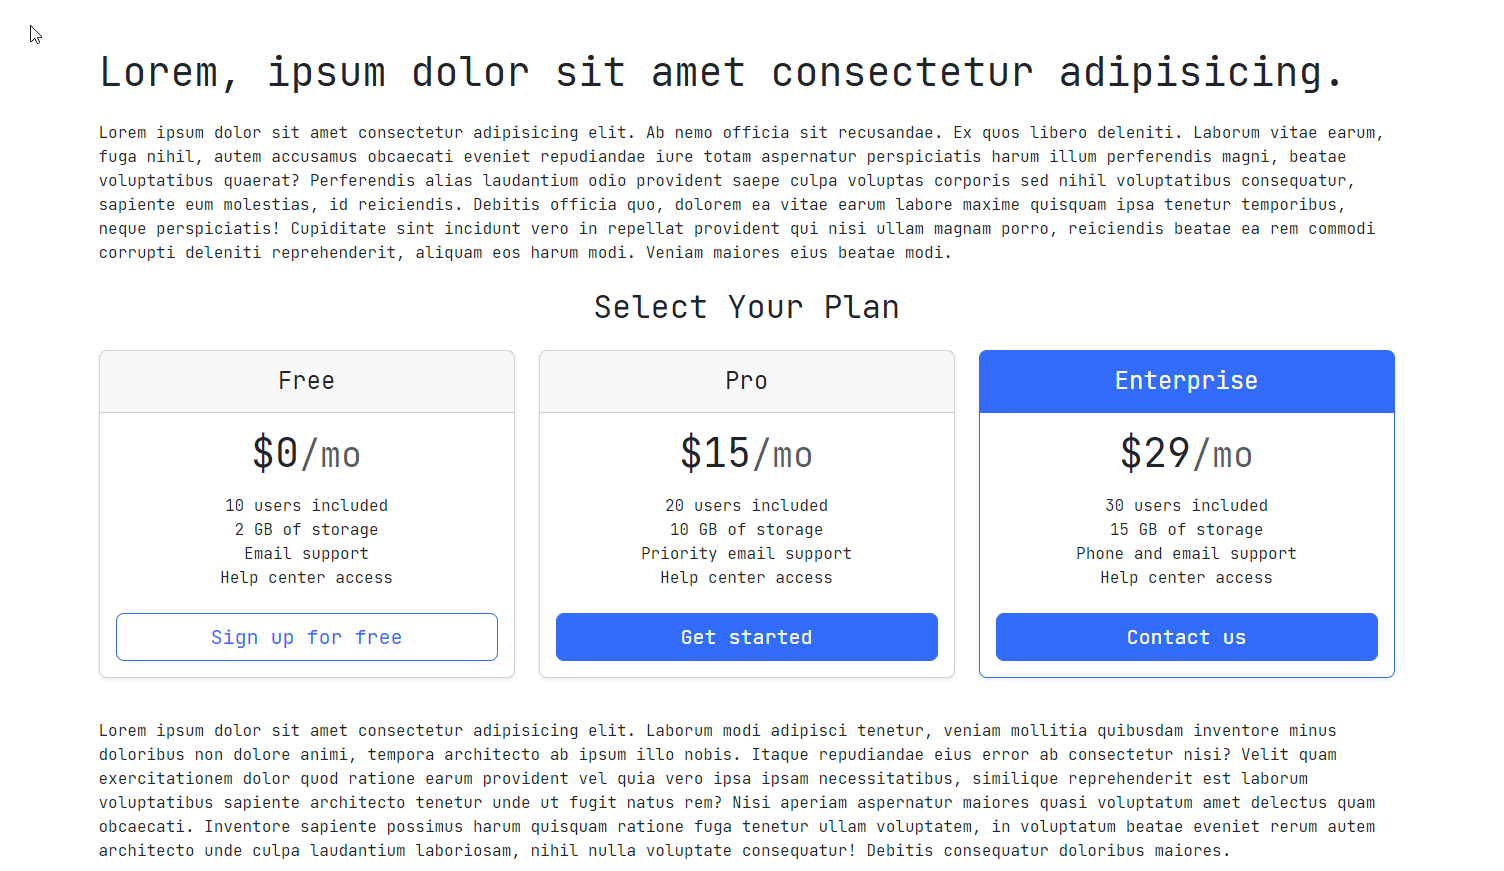 Lorem, ipsum dolor sit amet consectetur adipisicing.
Lorem ipsum dolor sit amet consectetur adipisicing elit. Ab nemo officia sit recusandae. Ex quos libero deleniti. Laborum vitae earum,
fuga nihil, autem accusamus obcaecati eveniet repudiandae iure totam aspernatur perspiciatis harum illum perferendis magni, beatae
voluptatibus quaerat? Perferendis alias laudantium odio provident saepe culpa voluptas corporis sed nihil voluptatibus consequatur,
sapiente eum molestias, id reiciendis. Debitis officia quo, dolorem ea vitae earum labore maxime quisquam ipsa tenetur temporibus,
neque perspiciatis! Cupiditate sint incidunt vero in repellat provident qui nisi ullam magnam porro, reiciendis beatae ea rem commodi
corrupti deleniti reprehenderit, aliquam eos harum modi. Veniam maiores eius beatae modi.
Select Your Plan
Free
$0/mo
10 users included
2 GB of storage
Email support
Help center access
Sign up for free
Pro
$15/mo
20 users included
10 GB of storage
Priority email support
Help center access
Get started
Enterprise
$29/mo
30 users included
15 GB of storage
Phone and email support
Help center access
Contact us
Lorem ipsum dolor sit amet consectetur adipisicing elit. Laborum modi adipisci tenetur, veniam mollitia quibusdam inventore minus
doloribus non dolore animi, tempora architecto ab ipsum illo nobis. Itaque repudiandae eius error ab consectetur nisi? Velit quam
exercitationem dolor quod ratione earum provident vel quia vero ipsa ipsam necessitatibus, similique reprehenderit est laborum
voluptatibus sapiente architecto tenetur unde ut fugit natus rem? Nisi aperiam aspernatur maiores quasi voluptatum amet delectus quam
obcaecati. Inventore sapiente possimus harum quisquam ratione fuga tenetur ullam voluptatem, in voluptatum beatae eveniet rerum autem
architecto unde culpa laudantium laboriosam, nihil nulla voluptate consequatur! Debitis consequatur doloribus maiores.